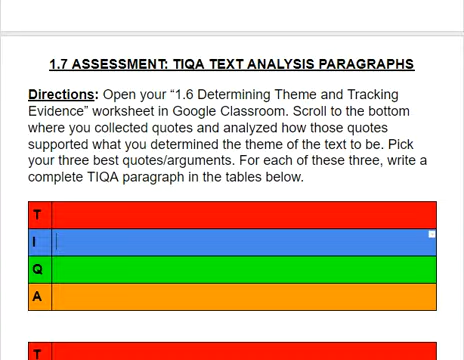 1.7 ASSESSMENT: TIQA TEXT ANALYSIS PARAGRAPHS
Directions: Open your “1.6 Determining Theme and Tracking
Evidence” worksheet in Google Classroom. Scroll to the bottom
where you collected quotes and analyzed how those quotes
supported what you determined the theme of the text to be. Pick
your three best quotes/arguments. For each of these three, write a
complete TIQA paragraph in the tables below.
T
I
Q
A
T